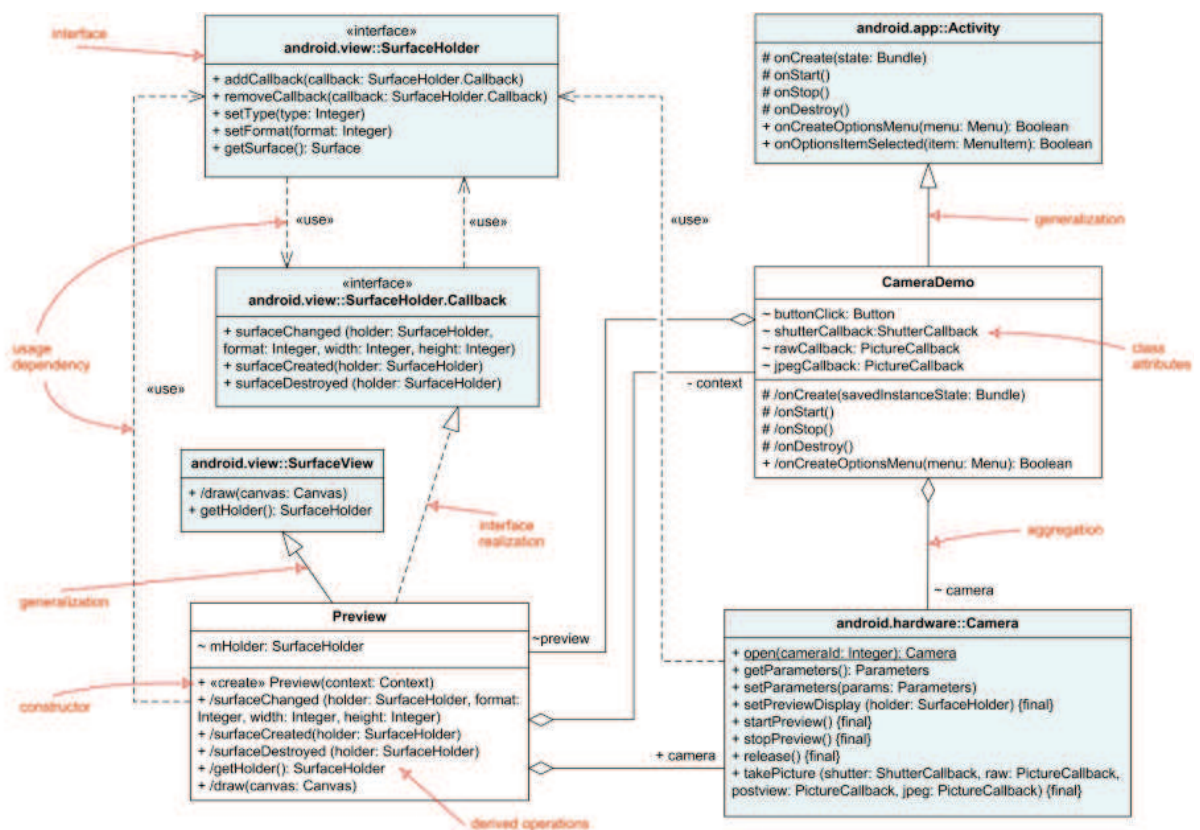 interface
«interface»
android.view::SurfaceHolder
+ addCallback(callback: SurfaceHolder.Callback)
+ removeCallback(callback: SurfaceHolder.Callback)
+ setType(type: Integer)
+ setFormat(format: Integer)
+ getSurface(): Surface
android.app::Activity
# onCreate(state: Bundle)
# onStart()
# onStop()
# onDestroy()
+ onCreateOptionsMenu(menu: Menu): Boolean
+ onOptionsItemSelected(item: MenuItem): Boolean
«use»
«use»
«use»
generalization
«interface»
android.view::SurfaceHolder.Callback
+ surfaceChanged (holder: SurfaceHolder,
format: Integer, width: Integer, height: Integer)
+ surfaceCreated(holder: SurfaceHolder)
+ surfaceDestroyed (holder: SurfaceHolder)
CameraDemo
~ buttonClick: Button
~ shutterCallback:ShutterCallback
~ rawCallback: PictureCallback
~ jpegCallback: PictureCallback
# /onCreate(savedInstanceState: Bundle)
# /onStart()
# /onStop()
# /onDestroy()
+ /onCreateOptionsMenu(menu: Menu): Boolean
class
attributes
usage
dependency
«use»
- context
android.view::SurfaceView
+ /draw(canvas: Canvas)
+ getHolder(): SurfaceHolder
interface
realization
aggregation
generalization
~ camera
Preview
~ mHolder: SurfaceHolder
+ «create» Preview(context: Context)
+ /surfaceChanged (holder: SurfaceHolder, format:
Integer, width: Integer, height: Integer)
+ /surfaceCreated(holder: SurfaceHolder)
+ /surfaceDestroyed (holder: SurfaceHolder)
+ /getHolder(): SurfaceHolder
+ /draw(canvas: Canvas)
~preview
constructor
+ camera
android.hardware::Camera
+ open(cameraId: Integer): Camera
+ getParameters(): Parameters
+ setParameters(params: Parameters)
+ setPreviewDisplay (holder: SurfaceHolder) {final}
+ startPreview() {final}
+ stopPreview() {final}
+ release() {final}
+ takePicture (shutter: ShutterCallback, raw: PictureCallback,
postview: PictureCallback, jpeg: PictureCallback) {final}
derived operations